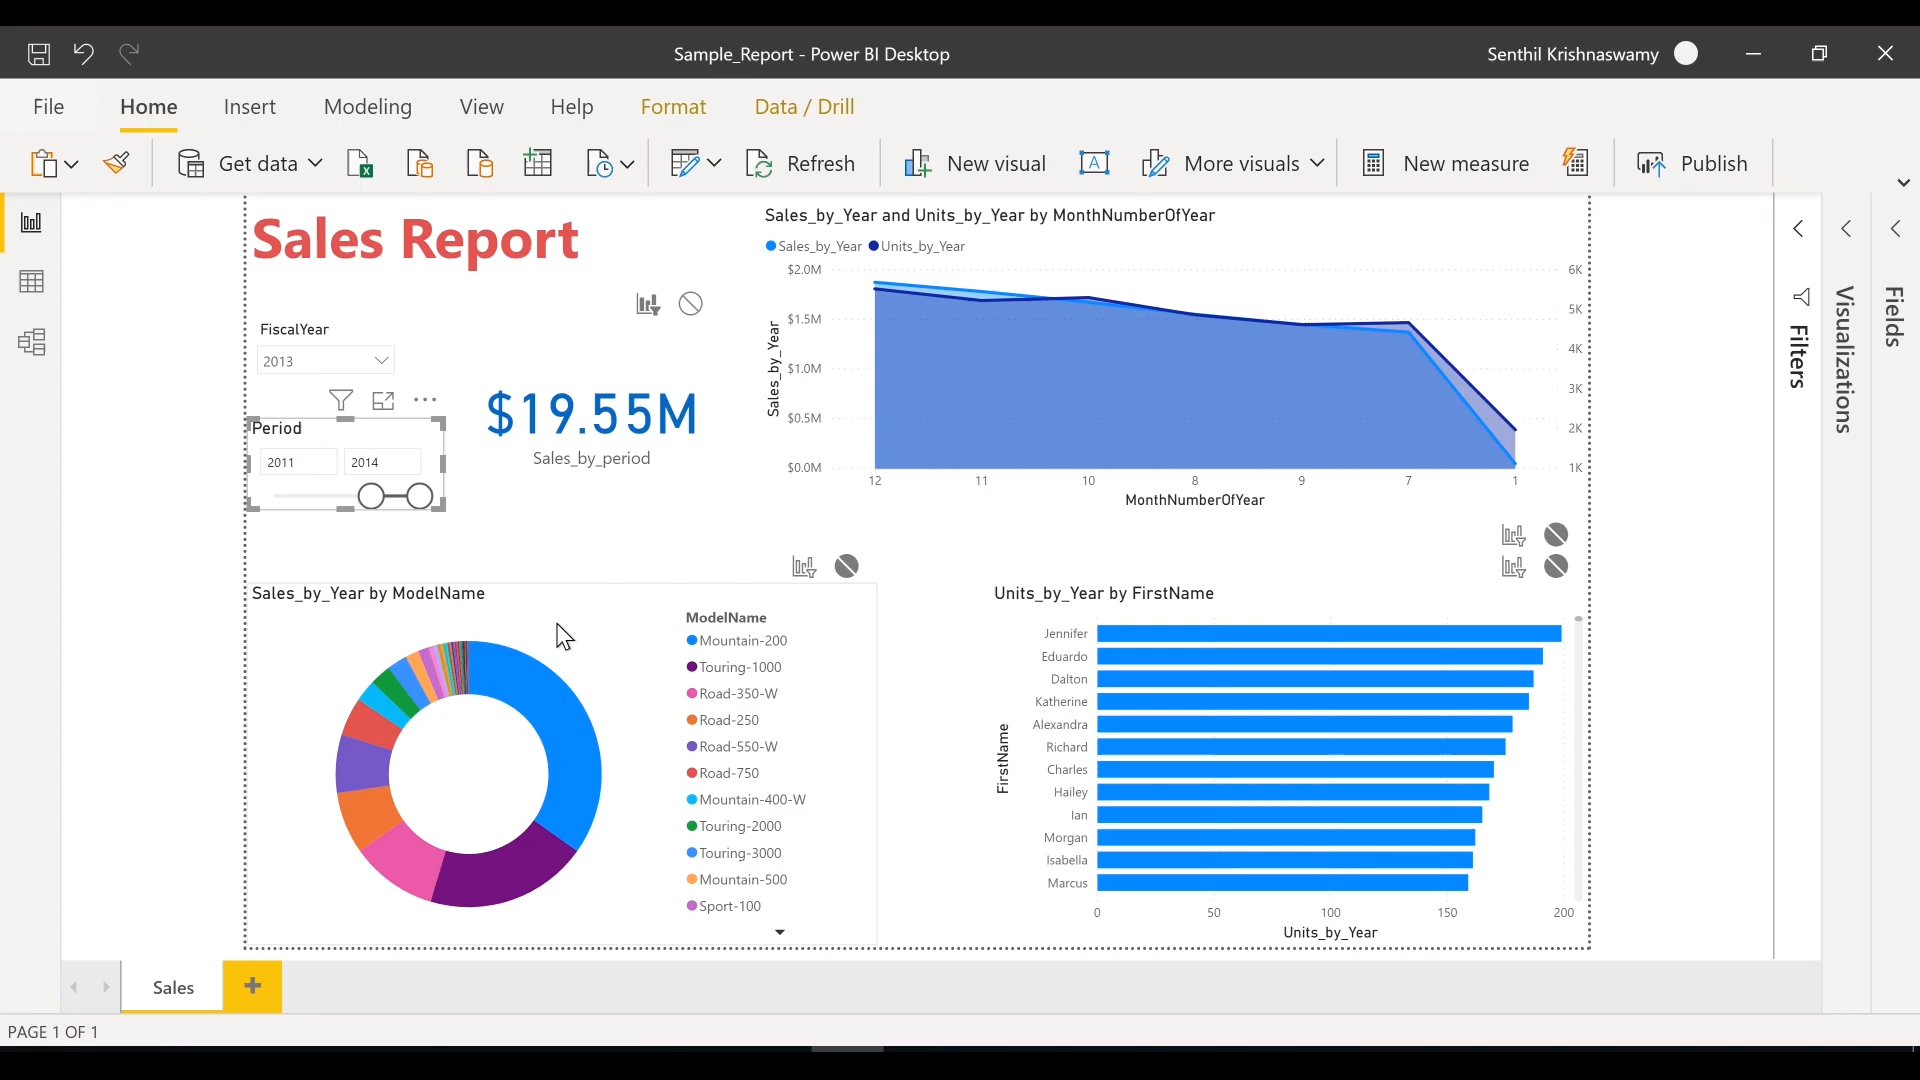 Sample_Report - Power BI Desktop
Senthil Krishnaswamy
File Home Insert Modeling View Help Format Data / Drill
Get data Refresh New visual More visuals New measure Publish
Sales Report
FiscalYear
2013
Period
2011 2014
$19.55M
Sales_by_period
Sales_by_Year and Units_by_Year by MonthNumberOfYear
Sales_by_Year Units_by_Year
$2.0M
$1.5M
$1.0M
$0.5M
$0.0M
Sales_by_Year
6K
5K
4K
3K
2K
1K
12 11 10 8 9 7 1
MonthNumberOfYear
Filters
Visualizations
Fields
Sales_by_Year by ModelName
ModelName
Mountain-200
Touring-1000
Road-350-W
Road-250
Road-550-W
Road-750
Mountain-400-W
Touring-2000
Touring-3000
Mountain-500
Sport-100
Units_by_Year by FirstName
FirstName
Jennifer
Eduardo
Dalton
Katherine
Alexandra
Richard
Charles
Hailey
Ian
Morgan
Isabella
Marcus
0 50 100 150 200
Units_by_Year
Sales
PAGE 1 OF 1